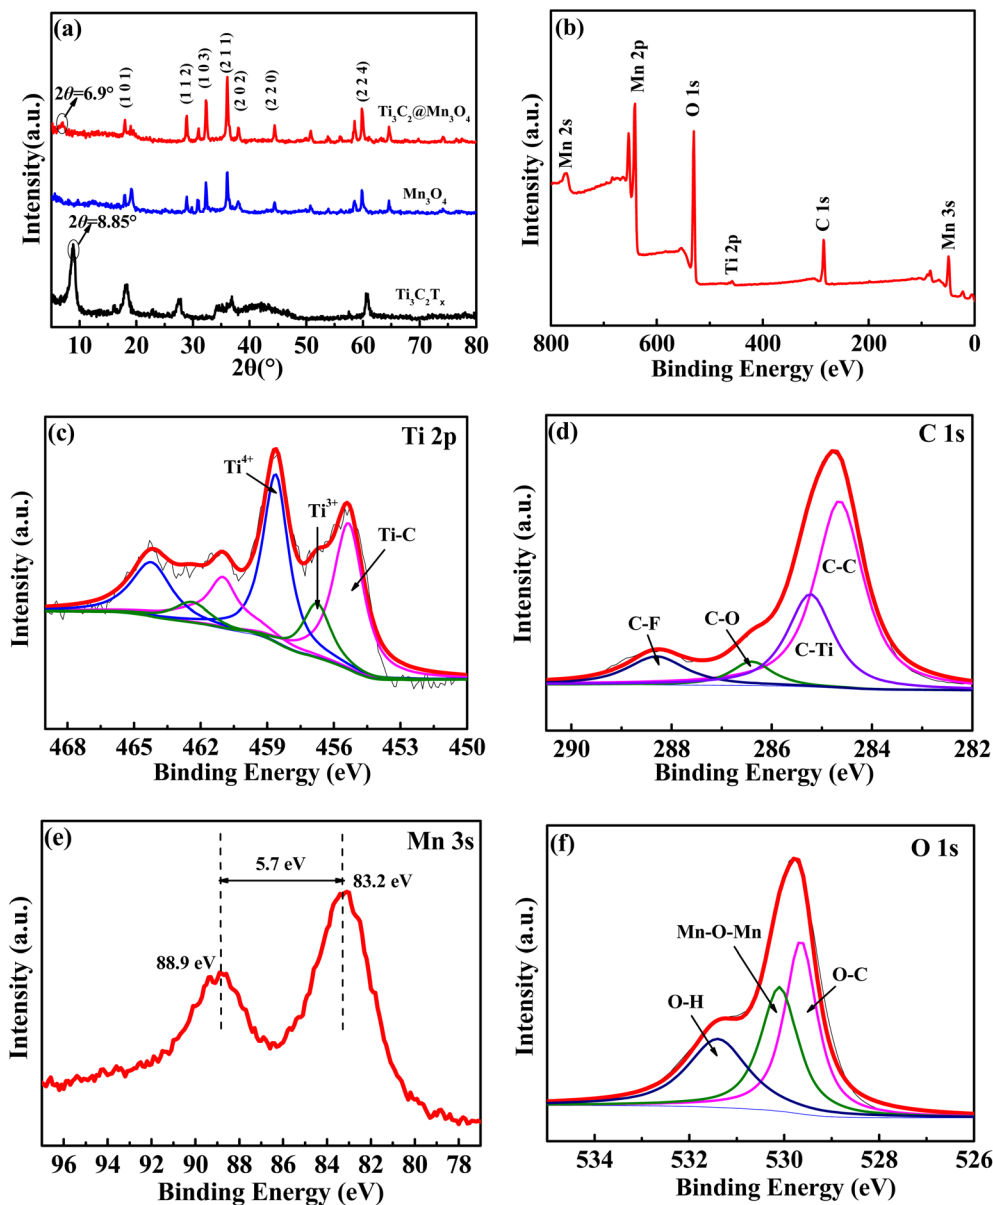 (a)
2θ=6.9°
(1 0 1)
(1 1 2)
(1 0 3)
(2 1 1)
(2 0 2)
(2 2 0)
(2 2 4)
Ti3C2@Mn3O4
Mn3O4
2θ=8.85°
Ti3C2Tx
Intensity(a.u.)
10 20 30 40 50 60 70 80
2θ(°)
(b)
Mn 2s
Mn 2p
O 1s
Ti 2p
C 1s
Mn 3s
Intensity (a.u.)
800 600 400 200 0
Binding Energy (eV)
(c)
Ti 2p
Ti4+
Ti3+
Ti-C
Intensity (a.u.)
468 465 462 459 456 453 450
Binding Energy (eV)
(d)
C 1s
C-F
C-O
C-Ti
C-C
Intensity (a.u.)
290 288 286 284 282
Binding Energy (eV)
(e)
Mn 3s
5.7 eV
83.2 eV
88.9 eV
Intensity (a.u.)
96 94 92 90 88 86 84 82 80 78
Binding Energy (eV)
(f)
O 1s
Mn-O-Mn
O-H
O-C
Intensity (a.u.)
534 532 530 528 526
Binding Energy (eV)